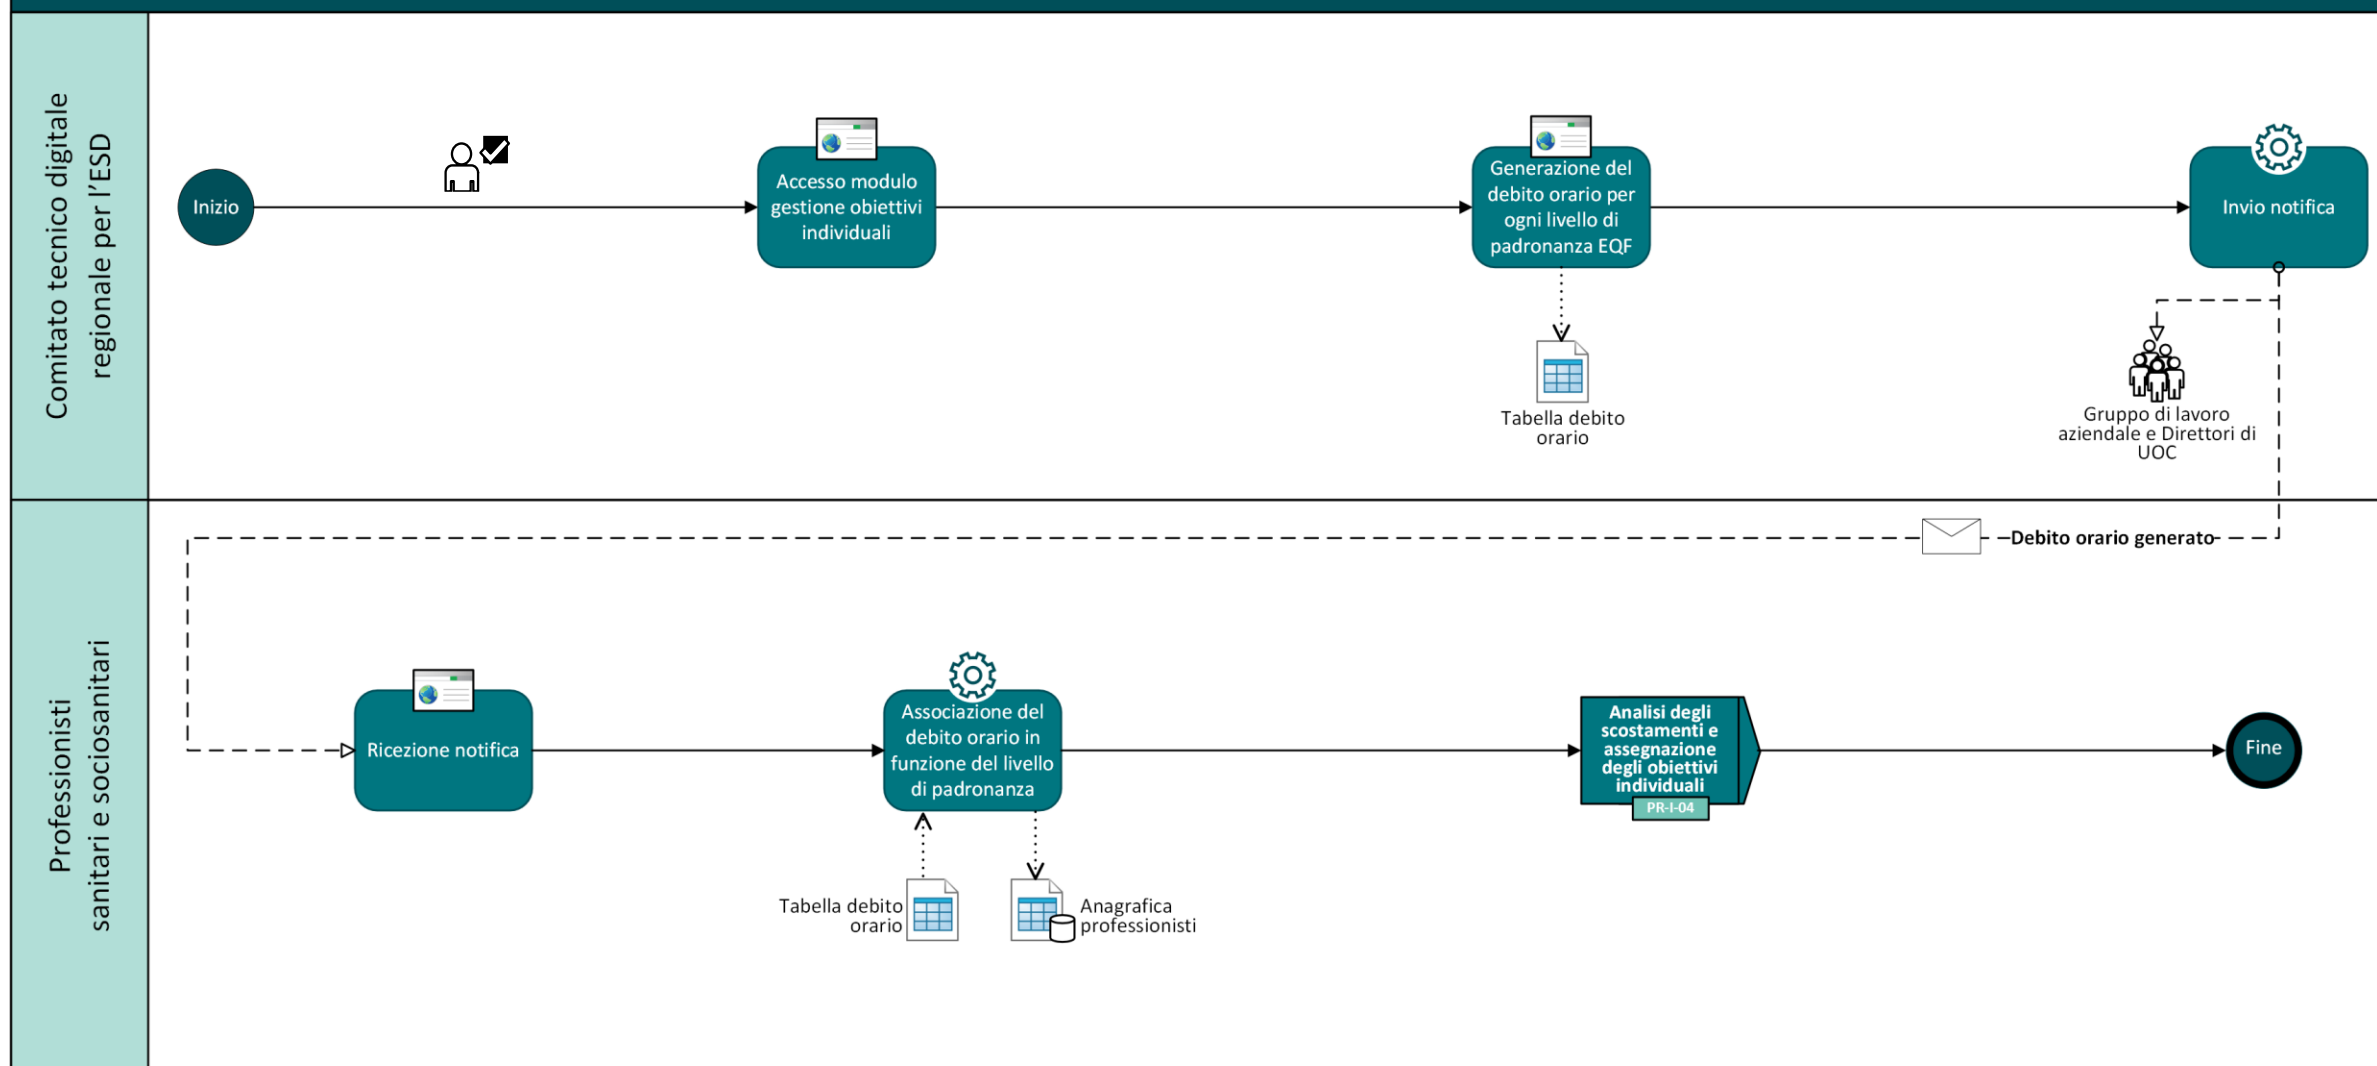 Comitato tecnico digitale
regionale per l'ESD
Inizio
Accesso modulo
gestione obiettivi
individuali
Generazione del
debito orario per
ogni livello di
padronanza EQF
Invio notifica
Tabella debito
orario
Gruppo di lavoro
aziendale e Direttori di
UOC
Debito orario generato
Professionisti
sanitari e sociosanitari
Ricezione notifica
Associazione del
debito orario in
funzione del livello
di padronanza
Analisi degli
scostamenti e
assegnazione
degli obiettivi
individuali
PR-I-04
Fine
Tabella debito
orario
Anagrafica
professionisti